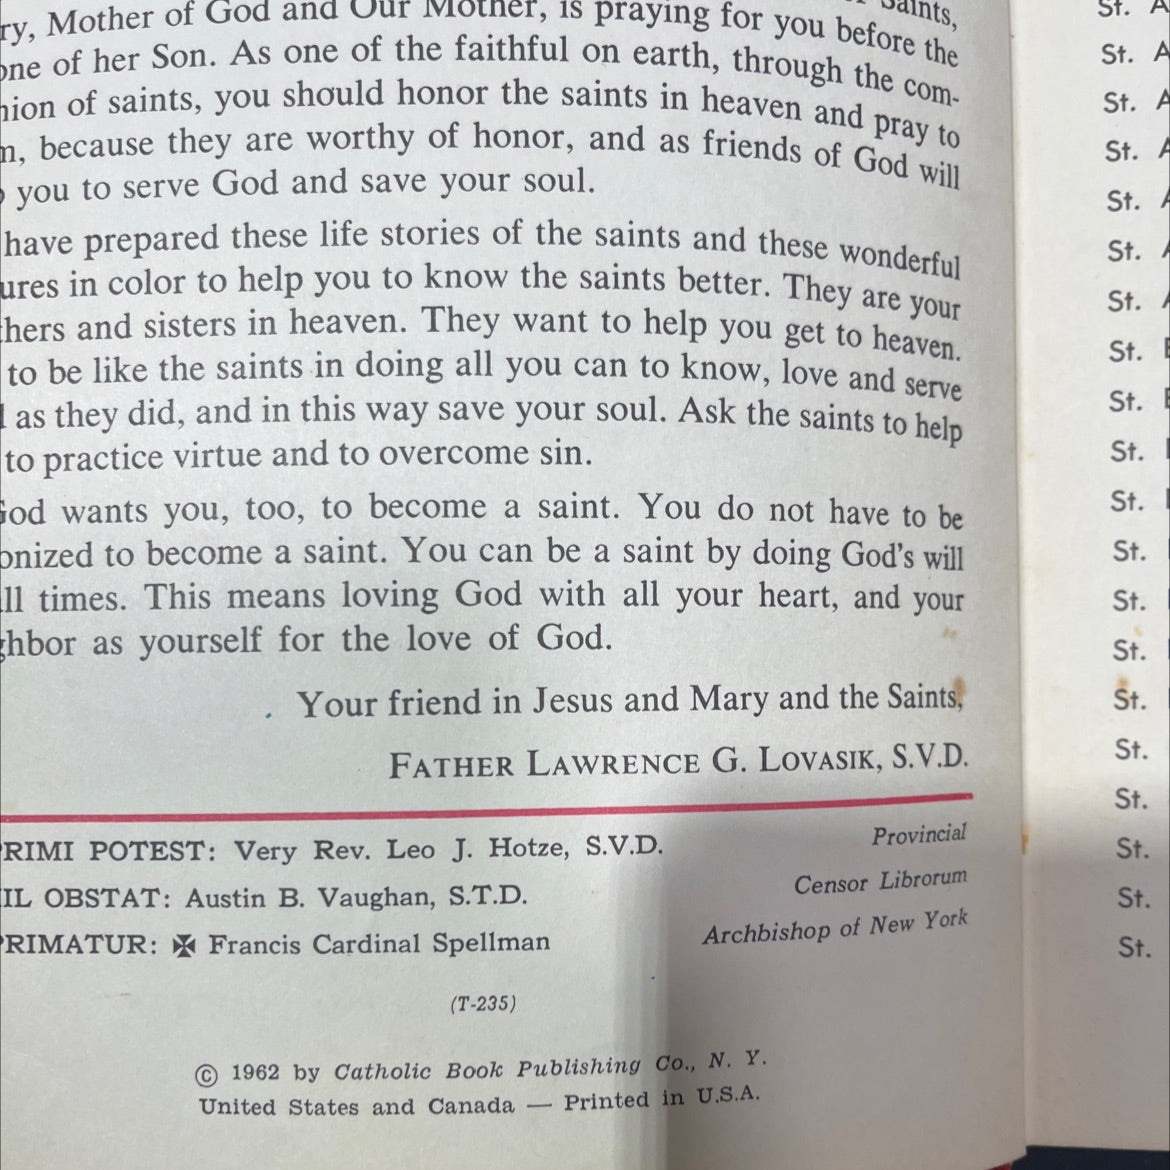 ry, Mother of God and Our Mother, is praying for you before the
one of her Son. As one of the faithful on earth, through the com-
nion of saints, you should honor the saints in heaven and pray to
m, because they are worthy of honor, and as friends of God will
you to serve God and save your soul.
have prepared these life stories of the saints and these wonderful
ures in color to help you to know the saints better. They are your
hers and sisters in heaven. They want to help you get to heaven.
to be like the saints in doing all you can to know, love and serve
as they did, and in this way save your soul. Ask the saints to help
to practice virtue and to overcome sin.
God wants you, too, to become a saint. You do not have to be
onized to become a saint. You can be a saint by doing God's will
ll times. This means loving God with all your heart, and your
ghbor as yourself for the love of God.
Your friend in Jesus and Mary and the Saints,
FATHER LAWRENCE G. LOVASIK, S.V.D.
PRIMI POTEST: Very Rev. Leo J. Hotze, S.V.D. Provincial
IL OBSTAT: Austin B. Vaughan, S.T.D. Censor Librorum
PRIMATUR: ✠ Francis Cardinal Spellman Archbishop of New York
(T-235)
© 1962 by Catholic Book Publishing Co., N. Y.
United States and Canada — Printed in U.S.A.
St. A
St. A
St. A
St. A
St. A
St. A
St. A
St. B
St. B
St.
St.
St.
St.
St.
St.
St.
St.
St.
St.
St.